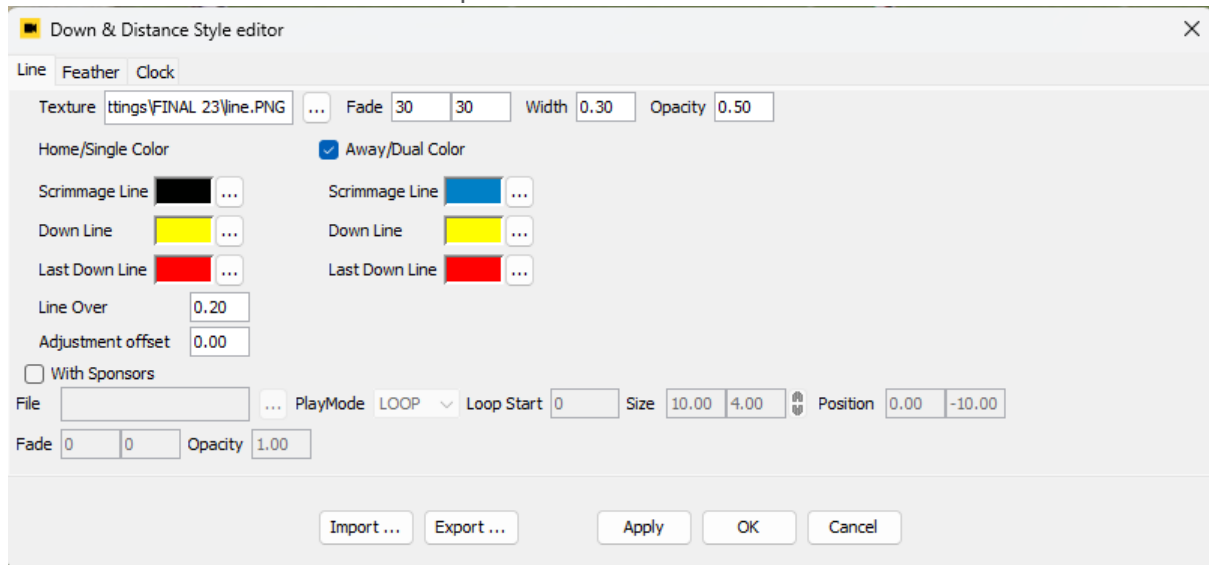 Down & Distance Style editor
Line Feather Clock
Texture ttings\FINAL 23\line.PNG ... Fade 30 30 Width 0.30 Opacity 0.50
Home/Single Color Away/Dual Color
Scrimmage Line ... Scrimmage Line ...
Down Line ... Down Line ...
Last Down Line ... Last Down Line ...
Line Over 0.20
Adjustment offset 0.00
With Sponsors
File ... PlayMode LOOP Loop Start 0 Size 10.00 4.00 Position 0.00 -10.00
Fade 0 0 Opacity 1.00
Import ... Export ... Apply OK Cancel